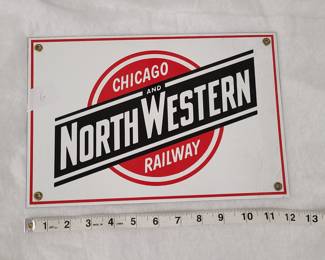 CHICAGO
AND
NORTH WESTERN
RAILWAY
1 2 3 4 5 6 7 8 9 10 11 12 13